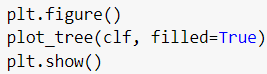 plt.figure()
plot_tree(clf, filled=True)
plt.show()